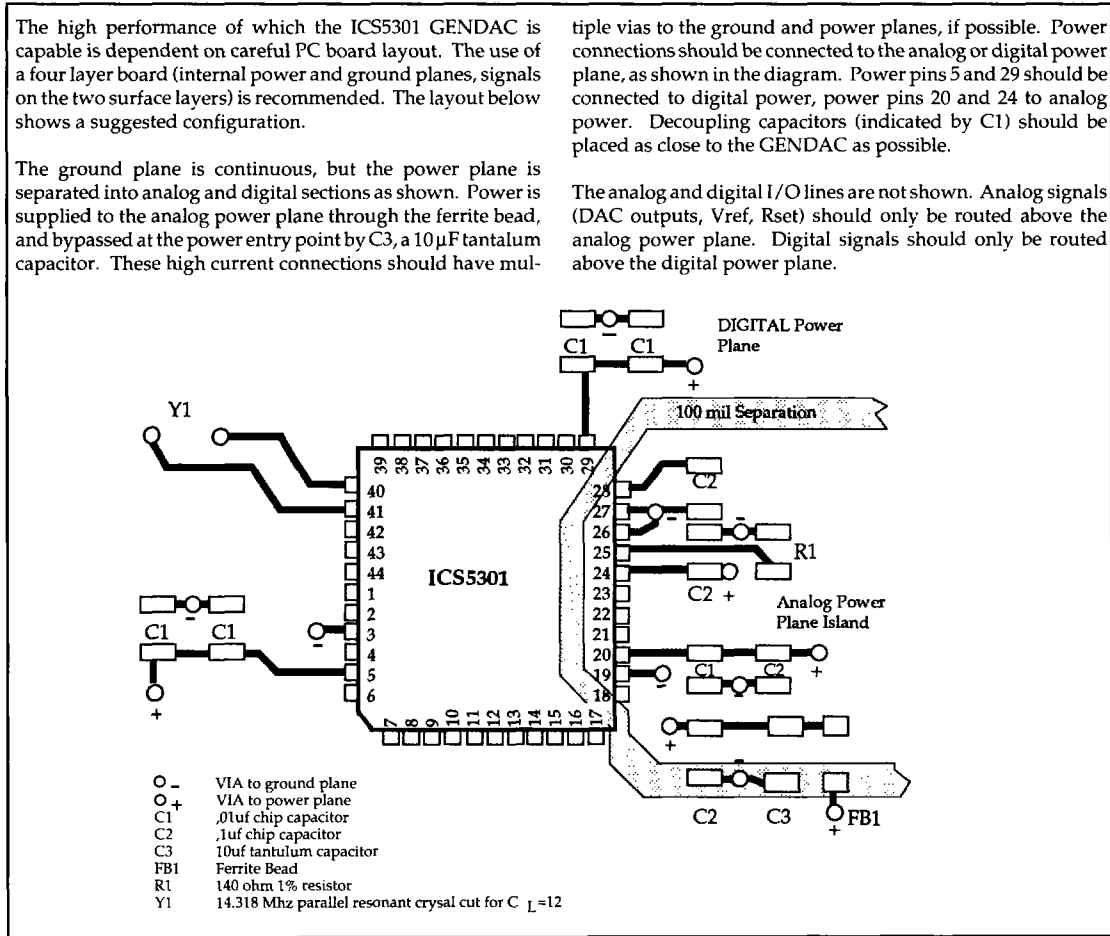 The high performance of which the ICS5301 GENDAC is
capable is dependent on careful PC board layout. The use of
a four layer board (internal power and ground planes, signals
on the two surface layers) is recommended. The layout below
shows a suggested configuration.
The ground plane is continuous, but the power plane is
separated into analog and digital sections as shown. Power is
supplied to the analog power plane through the ferrite bead,
and bypassed at the power entry point by C3, a 10 µF tantalum
capacitor. These high current connections should have mul-
tiple vias to the ground and power planes, if possible. Power
connections should be connected to the analog or digital power
plane, as shown in the diagram. Power pins 5 and 29 should be
connected to digital power, power pins 20 and 24 to analog
power. Decoupling capacitors (indicated by C1) should be
placed as close to the GENDAC as possible.
The analog and digital I/O lines are not shown. Analog signals
(DAC outputs, Vref, Rset) should only be routed above the
analog power plane. Digital signals should only be routed
above the digital power plane.
DIGITAL Power
Plane
-
C1 C1
+
Y1
100 mil Separation
39 38 37 36 35 34 33 32 31 30 29
40
41
42
43
44
1
2
3
4
5
6
ICS5301
28
27
26
25
24
23
22
21
20
19
18
7 8 9 10 11 12 13 14 15 16 17
C2
- -
R1
C2 +
Analog Power
Plane Island
C1 C2 +
- -
+
-
C2 C3
+ FB1
-
C1 C1
-
+
O - VIA to ground plane
O + VIA to power plane
C1 ,01uf chip capacitor
C2 ,1uf chip capacitor
C3 10uf tantulum capacitor
FB1 Ferrite Bead
R1 140 ohm 1% resistor
Y1 14.318 Mhz parallel resonant crysal cut for C L=12